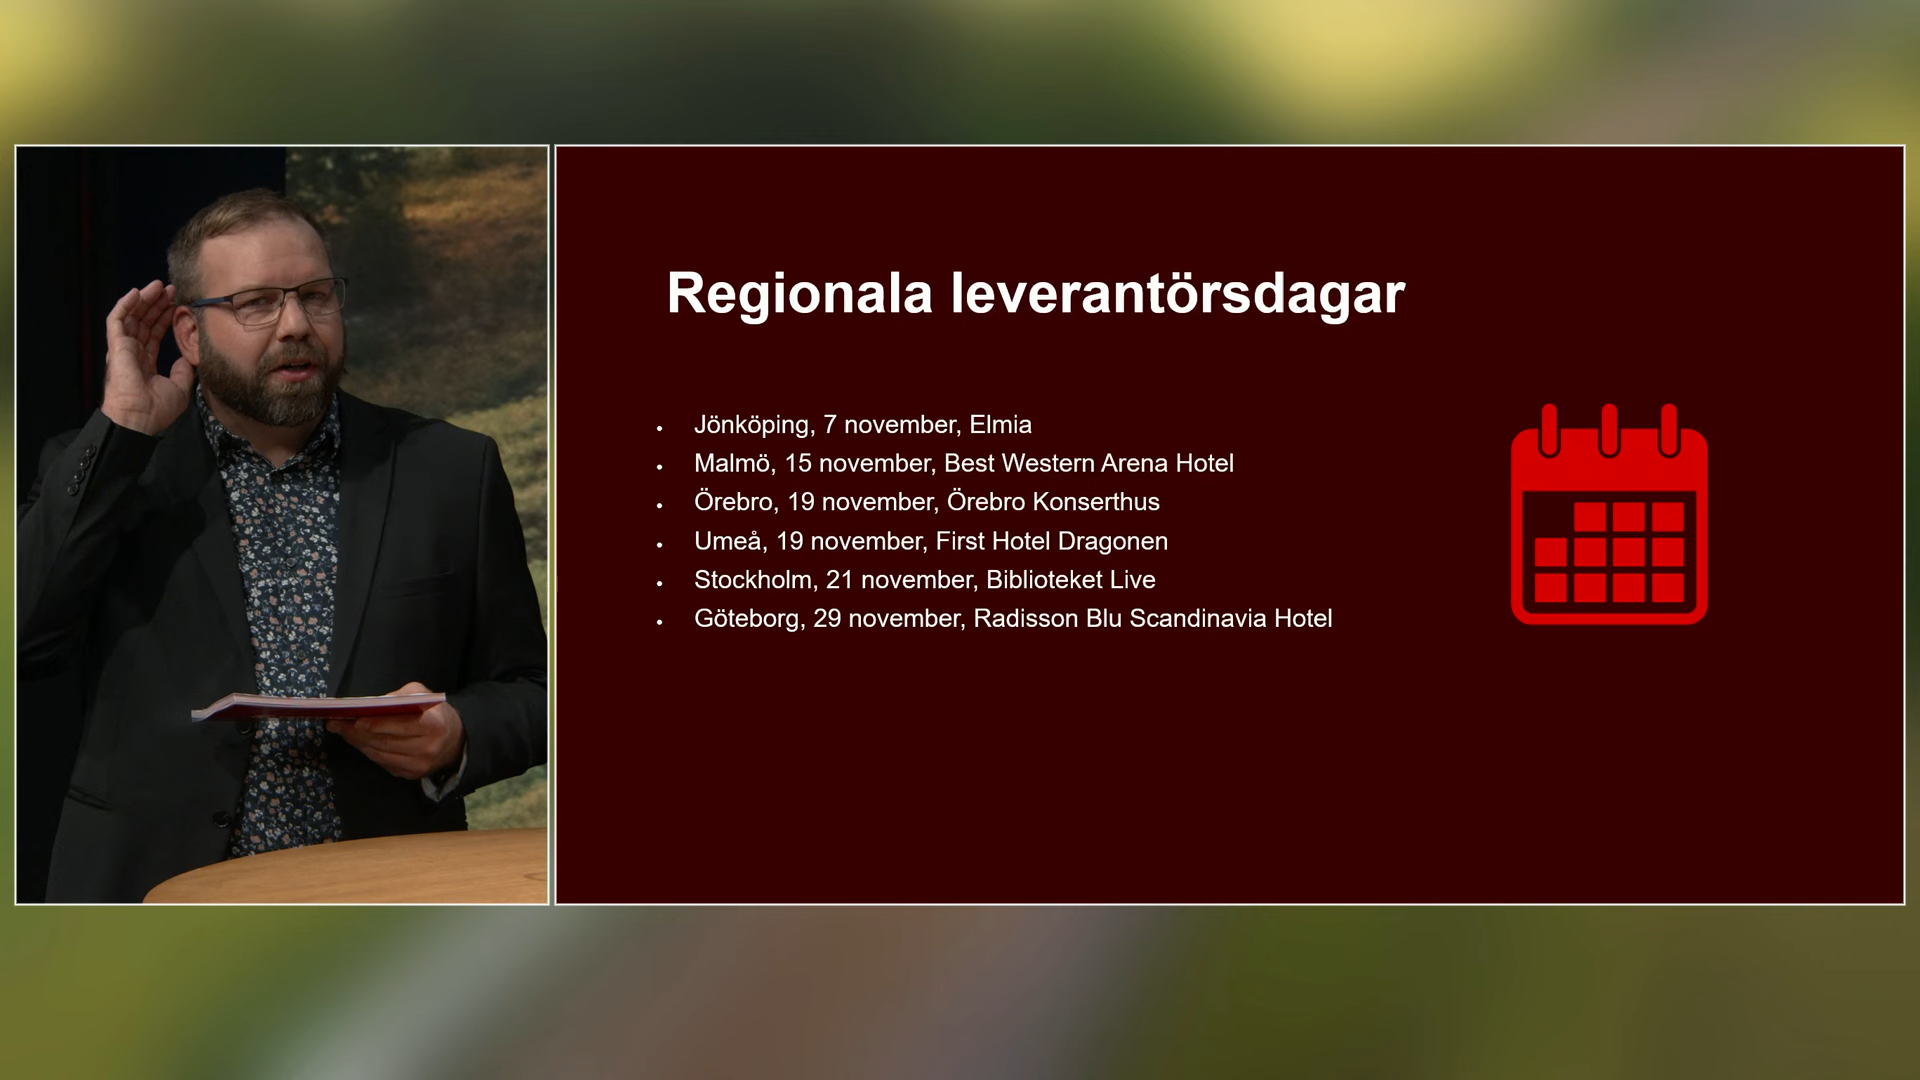 Regionala leverantörsdagar
• Jönköping, 7 november, Elmia
• Malmö, 15 november, Best Western Arena Hotel
• Örebro, 19 november, Örebro Konserthus
• Umeå, 19 november, First Hotel Dragonen
• Stockholm, 21 november, Biblioteket Live
• Göteborg, 29 november, Radisson Blu Scandinavia Hotel